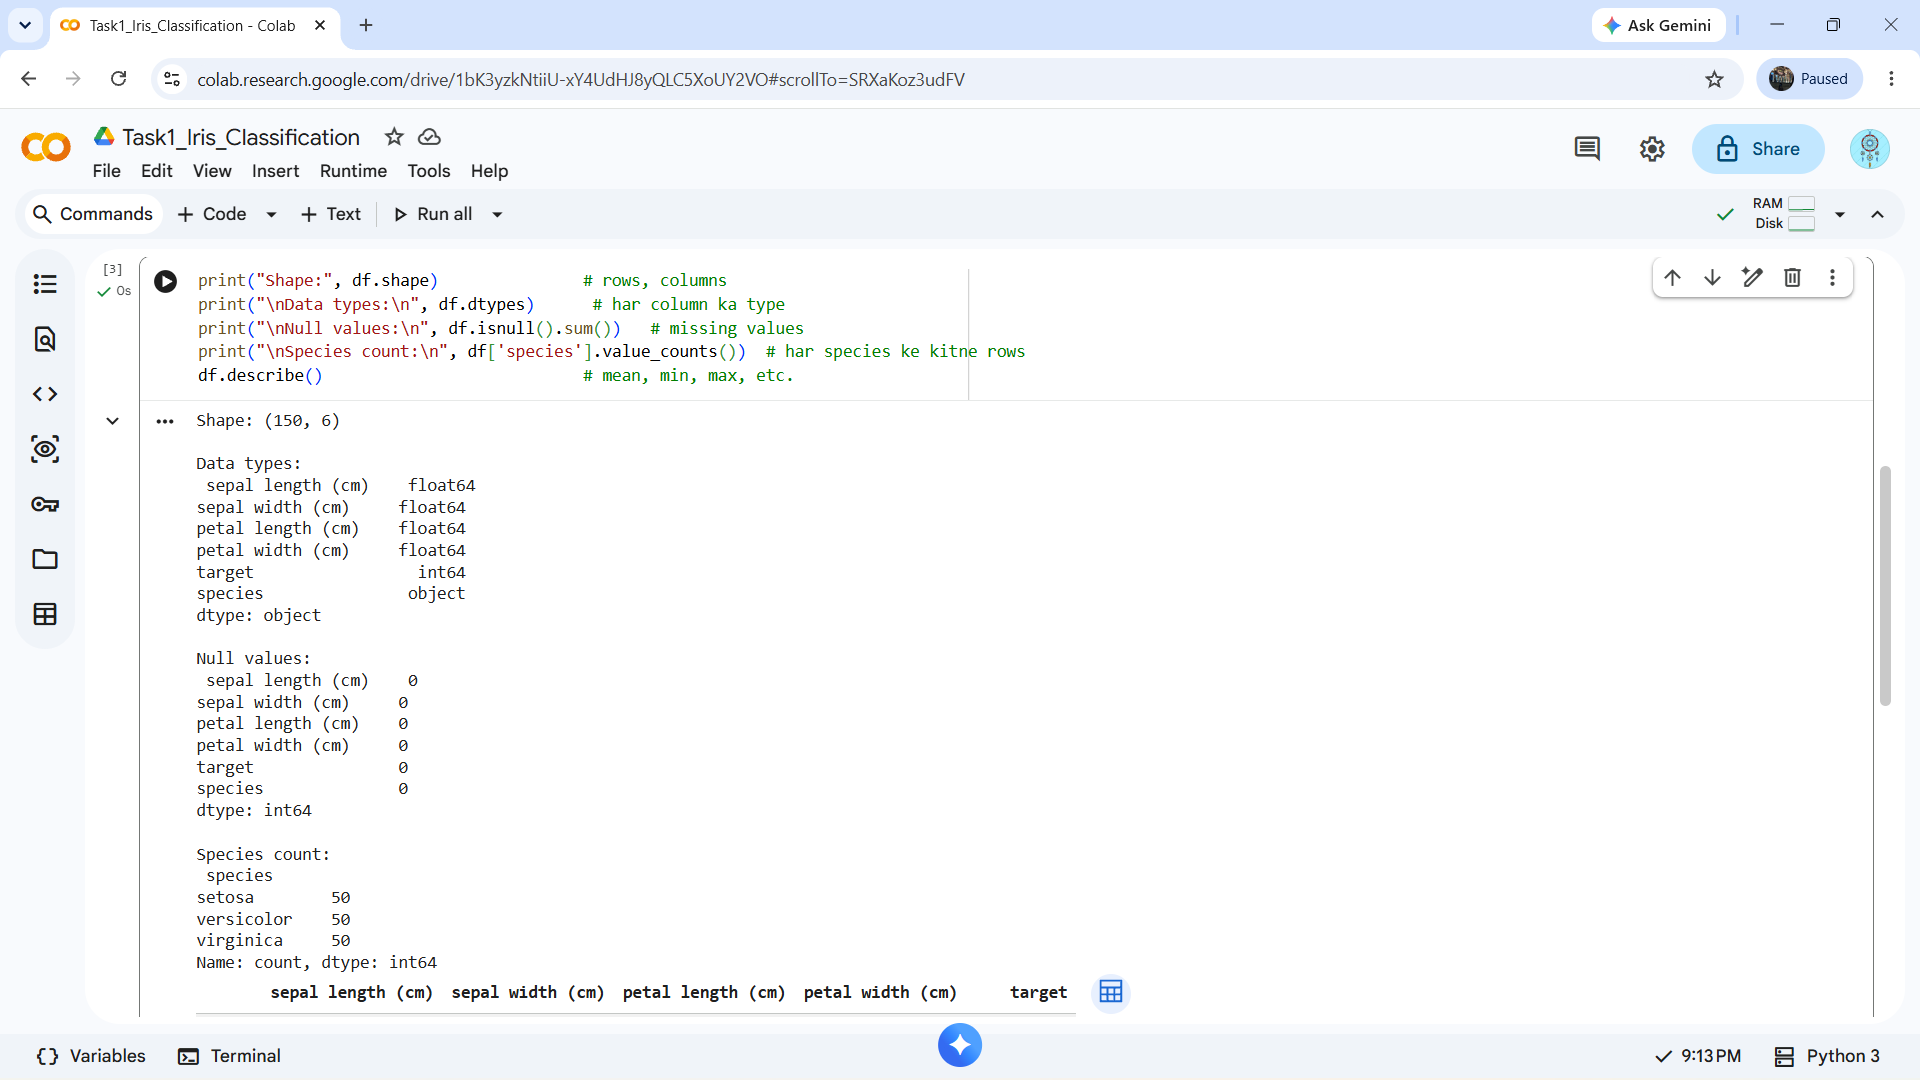 Task1_Iris_Classification - Colab
Ask Gemini
colab.research.google.com/drive/1bK3yzkNtiiU-xY4UdHJ8yQLC5XoUY2VO#scrollTo=SRXaKoz3udFV
Paused
Task1_Iris_Classification
Share
File Edit View Insert Runtime Tools Help
Commands + Code + Text Run all
RAM
Disk
[3]
0s
print("Shape:", df.shape)               # rows, columns
print("\nData types:\n", df.dtypes)      # har column ka type
print("\nNull values:\n", df.isnull().sum())   # missing values
print("\nSpecies count:\n", df['species'].value_counts())  # har species ke kitne rows
df.describe()                           # mean, min, max, etc.
Shape: (150, 6)
Data types:
 sepal length (cm)    float64
sepal width (cm)     float64
petal length (cm)    float64
petal width (cm)     float64
target                 int64
species               object
dtype: object
Null values:
 sepal length (cm)    0
sepal width (cm)     0
petal length (cm)    0
petal width (cm)     0
target               0
species              0
dtype: int64
Species count:
 species
setosa        50
versicolor    50
virginica     50
Name: count, dtype: int64
sepal length (cm)  sepal width (cm)  petal length (cm)  petal width (cm)  target
Variables Terminal
9:13 PM Python 3